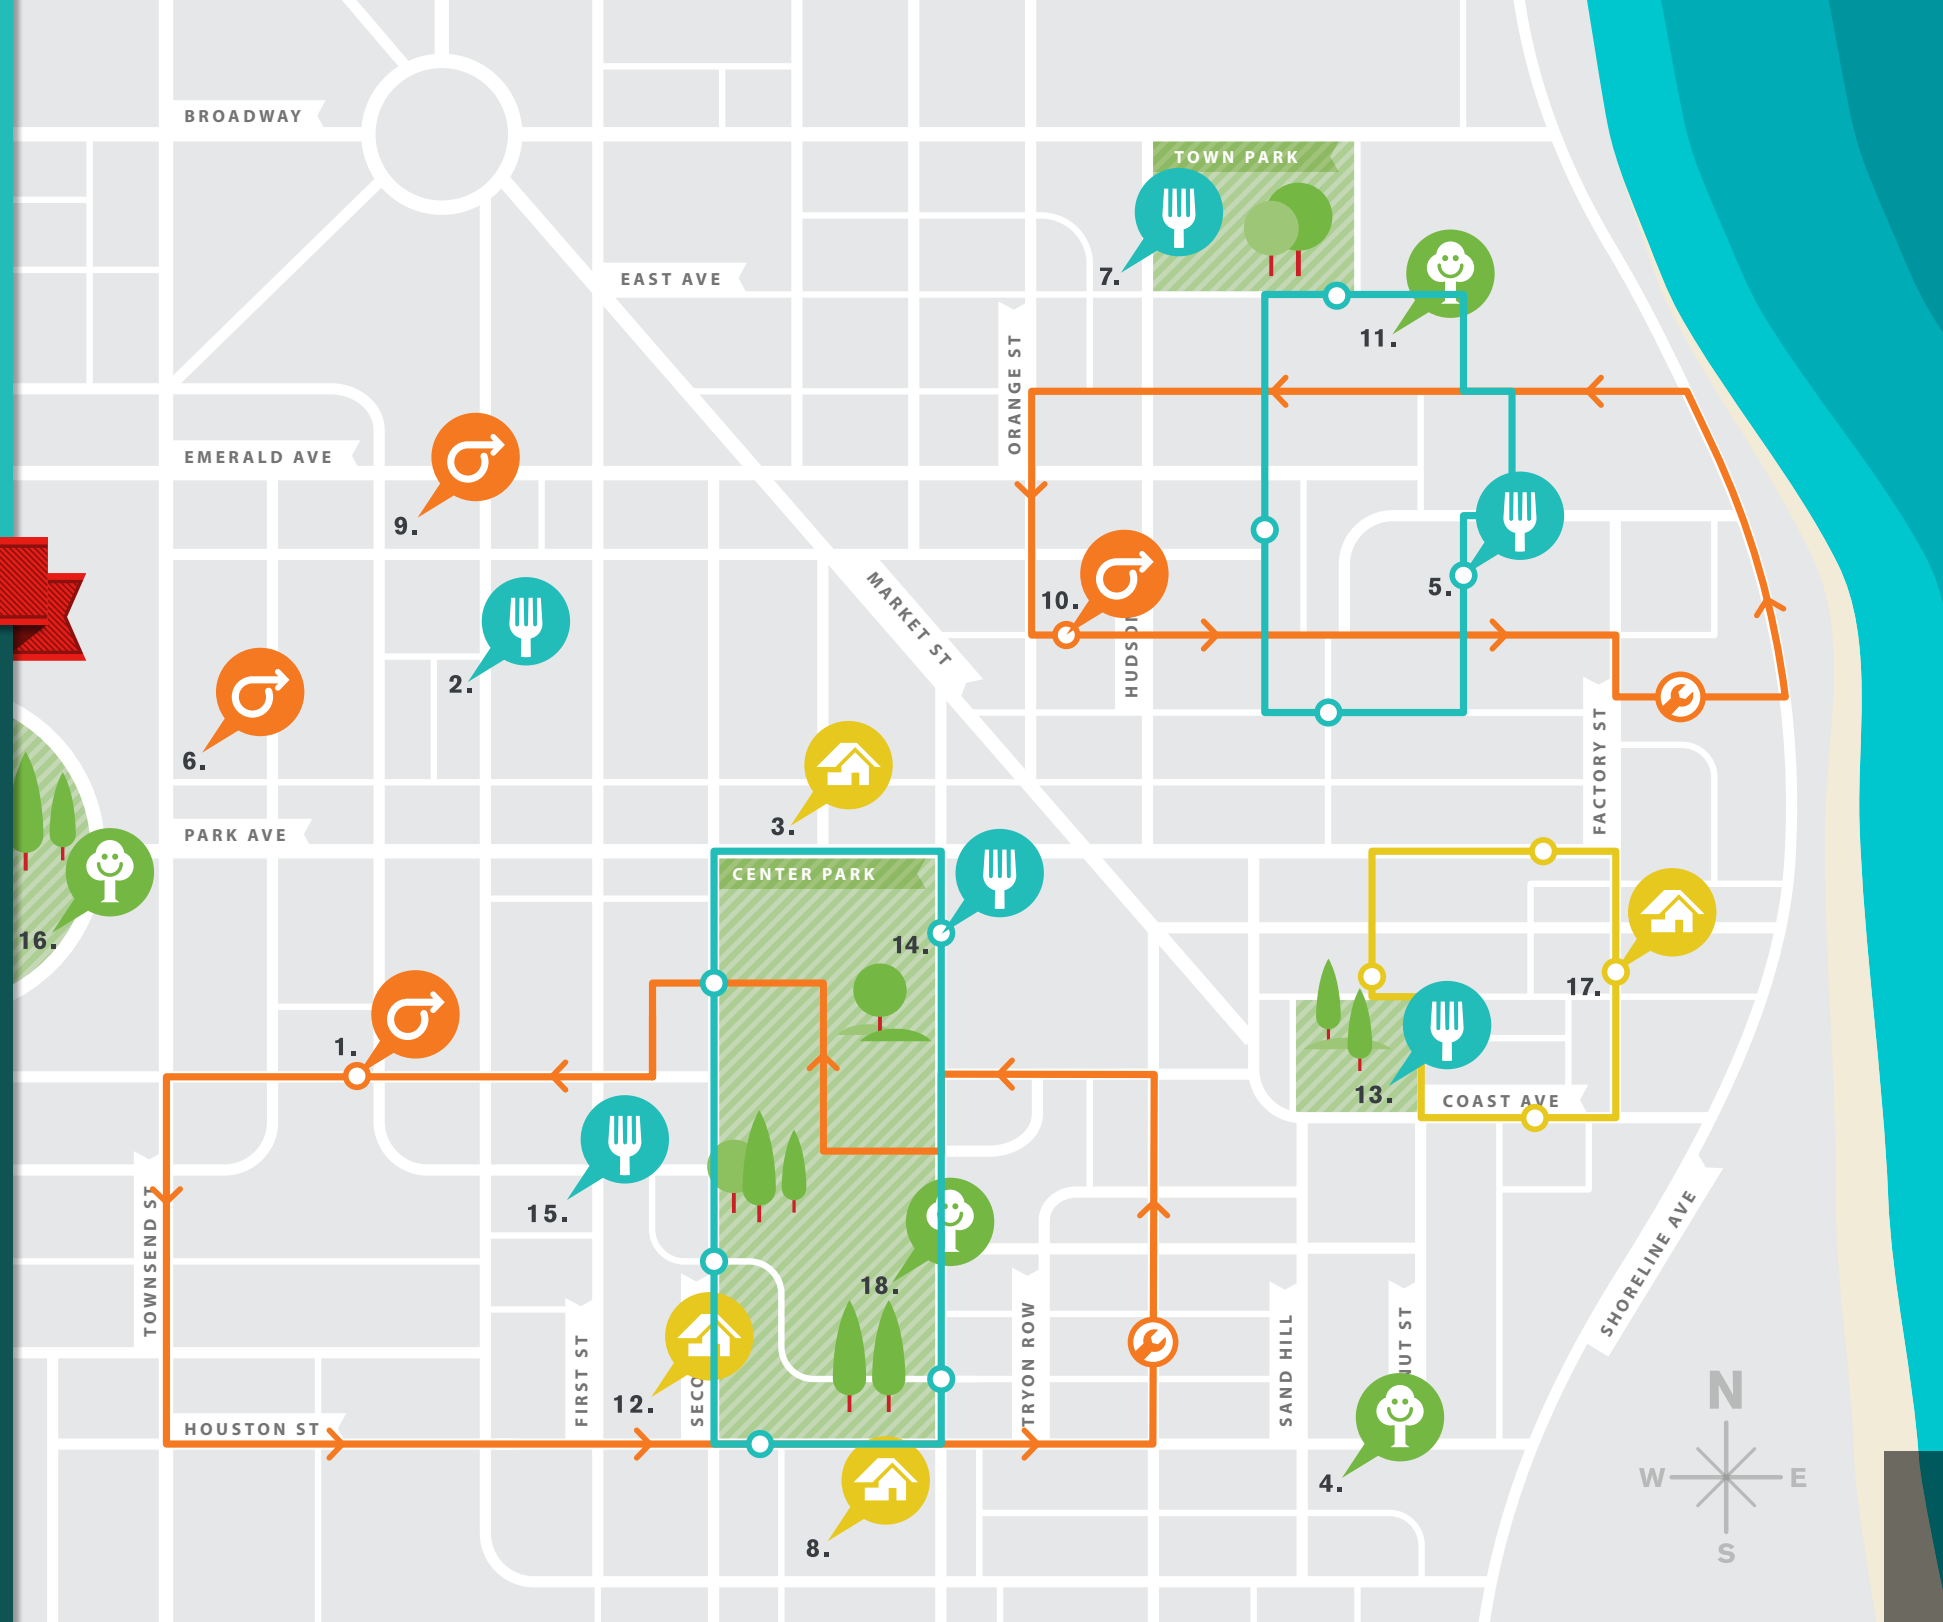 BROADWAY
TOWN PARK
7.
EAST AVE
11.
ORANGE ST
EMERALD AVE
9.
MARKET ST
10.
5.
2.
6.
FACTORY ST
3.
PARK AVE
CENTER PARK
16.
14.
17.
1.
13.
COAST AVE
15.
TOWNSEND ST
18.
SHORELINE AVE
FIRST ST
12.
TRYON ROW
SAND HILL
HOUSTON ST
4.
8.
N
W
E
S